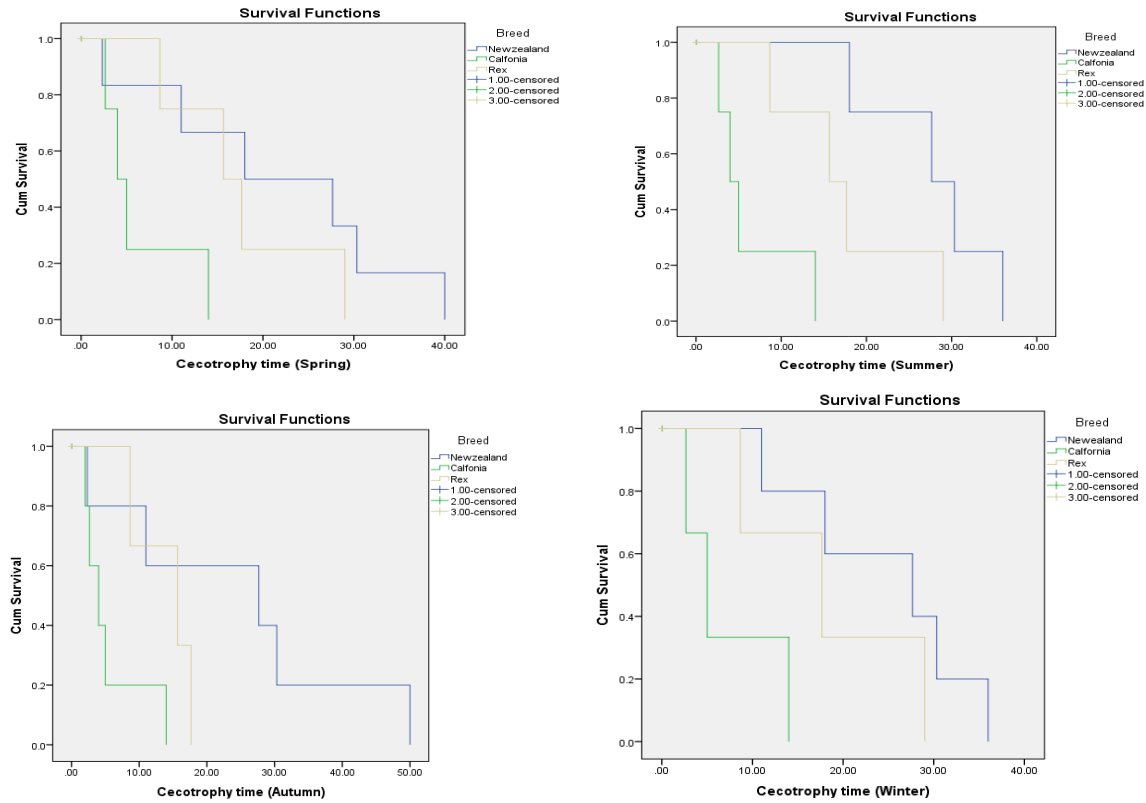 Survival Functions
Breed
Newzealand
Calfonia
Rex
1.00-censored
2.00-censored
3.00-censored
Cum Survival
1.0
0.8
0.6
0.4
0.2
0.0
.00 10.00 20.00 30.00 40.00
Cecotrophy time (Spring)
Survival Functions
Breed
Newzealand
Calfonia
Rex
1.00-censored
2.00-censored
3.00-censored
Cum Survival
1.0
0.8
0.6
0.4
0.2
0.0
.00 10.00 20.00 30.00 40.00
Cecotrophy time (Summer)
Survival Functions
Breed
Newzealand
Calfonia
Rex
1.00-censored
2.00-censored
3.00-censored
Cum Survival
1.0
0.8
0.6
0.4
0.2
0.0
.00 10.00 20.00 30.00 40.00 50.00
Cecotrophy time (Autumn)
Survival Functions
Breed
Newealand
Calfornia
Rex
1.00-censored
2.00-censored
3.00-censored
Cum Survival
1.0
0.8
0.6
0.4
0.2
0.0
.00 10.00 20.00 30.00 40.00
Cecotrophy time (Winter)